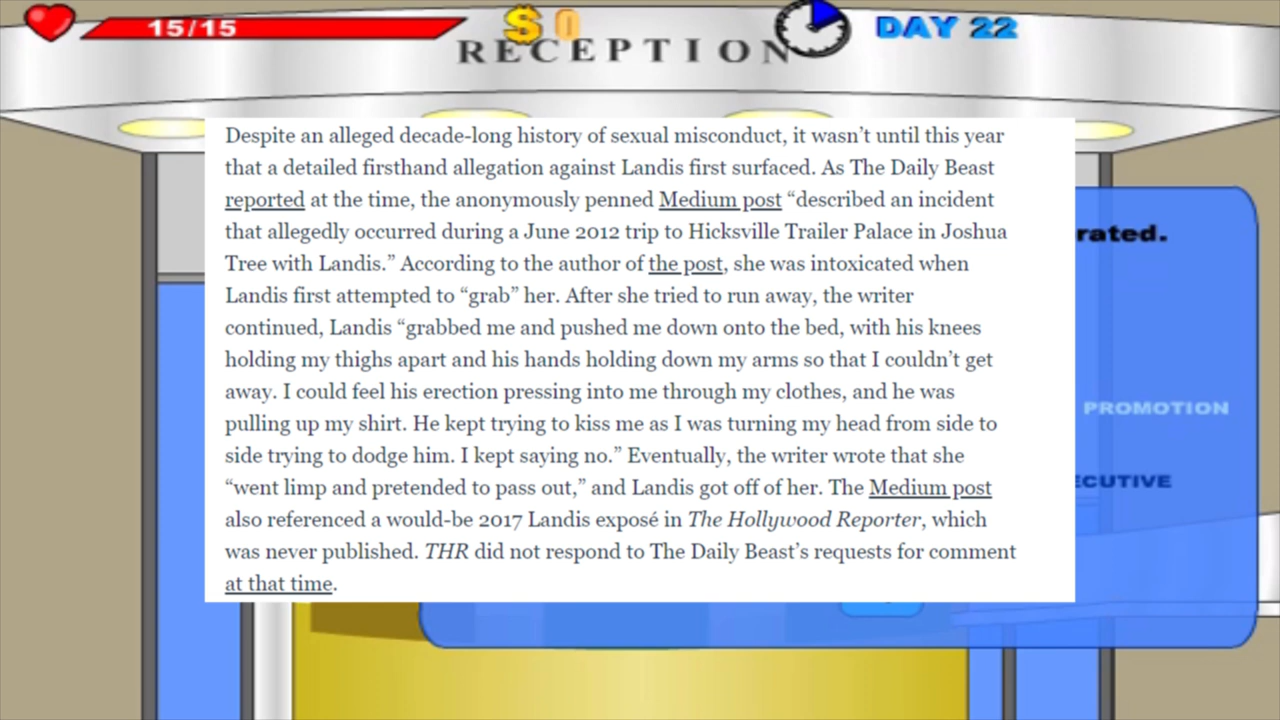 15/15
$ 0
DAY 22
RECEPTION
Despite an alleged decade-long history of sexual misconduct, it wasn’t until this year
that a detailed firsthand allegation against Landis first surfaced. As The Daily Beast
reported at the time, the anonymously penned Medium post “described an incident
that allegedly occurred during a June 2012 trip to Hicksville Trailer Palace in Joshua
Tree with Landis.” According to the author of the post, she was intoxicated when
Landis first attempted to “grab” her. After she tried to run away, the writer
continued, Landis “grabbed me and pushed me down onto the bed, with his knees
holding my thighs apart and his hands holding down my arms so that I couldn’t get
away. I could feel his erection pressing into me through my clothes, and he was
pulling up my shirt. He kept trying to kiss me as I was turning my head from side to
side trying to dodge him. I kept saying no.” Eventually, the writer wrote that she
“went limp and pretended to pass out,” and Landis got off of her. The Medium post
also referenced a would-be 2017 Landis exposé in The Hollywood Reporter, which
was never published. THR did not respond to The Daily Beast’s requests for comment
at that time.
rated.
PROMOTION
ECUTIVE